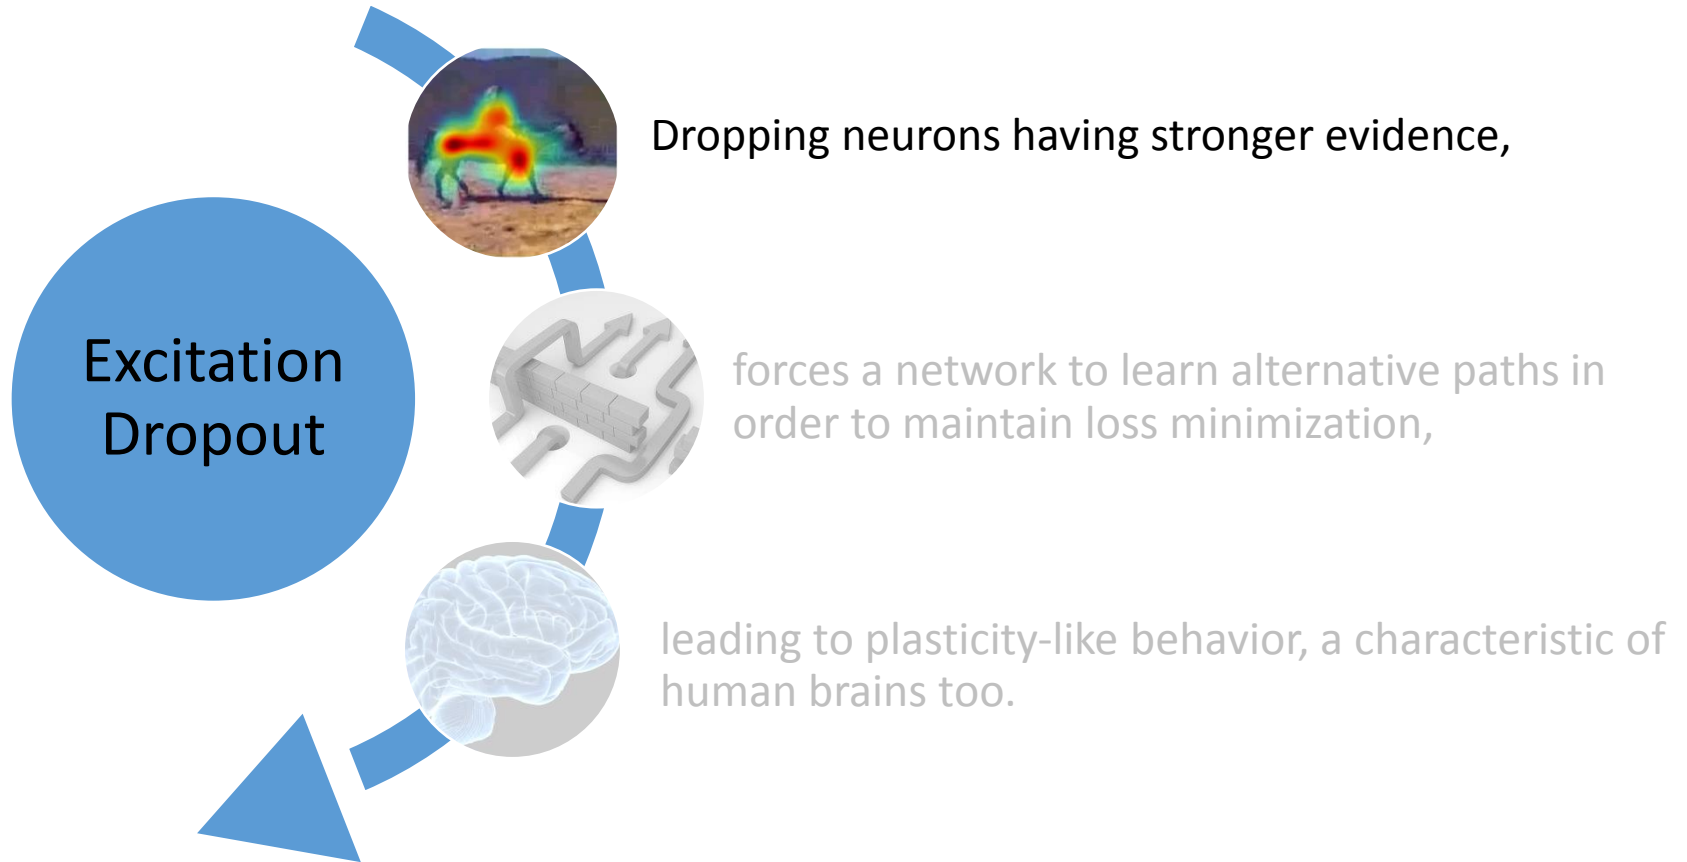 Excitation
Dropout
Dropping neurons having stronger evidence,
forces a network to learn alternative paths in
order to maintain loss minimization,
leading to plasticity-like behavior, a characteristic of
human brains too.